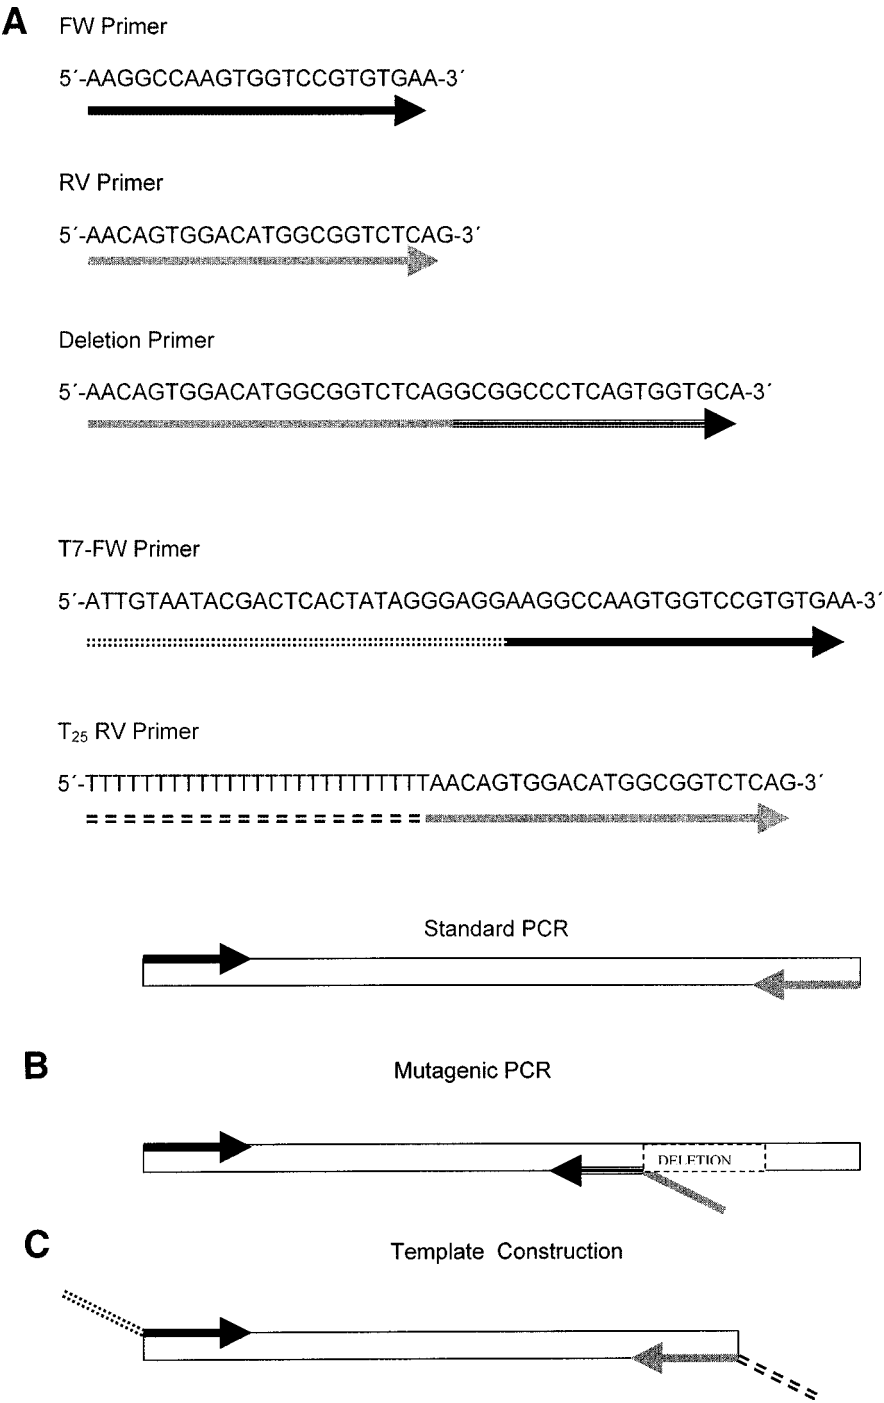 A
FW Primer
5´-AAGGCCAAGTGGTCCGTGTGAA-3´
RV Primer
5´-AACAGTGGACATGGCGGTCTCAG-3´
Deletion Primer
5´-AACAGTGGACATGGCGGTCTCAGGCGGCCCTCAGTGGTGCA-3´
T7-FW Primer
5´-ATTGTAATACGACTCACTATAGGGAGGAAGGCCAAGTGGTCCGTGTGAA-3´
T25 RV Primer
5´-TTTTTTTTTTTTTTTTTTTTTTTTTAACAGTGGACATGGCGGTCTCAG-3´
Standard PCR
B
Mutagenic PCR
DELETION
C
Template Construction